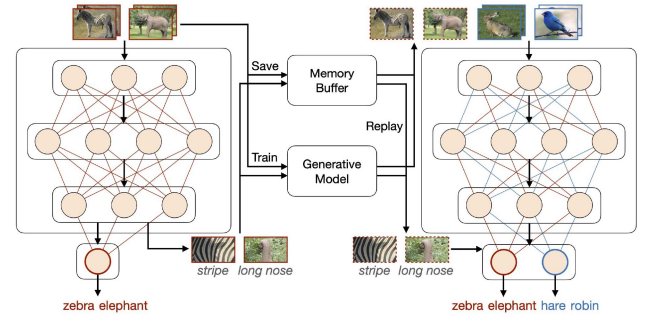 Save
Memory
Buffer
Replay
Train
Generative
Model
stripe long nose
stripe long nose
zebra elephant
zebra elephant hare robin